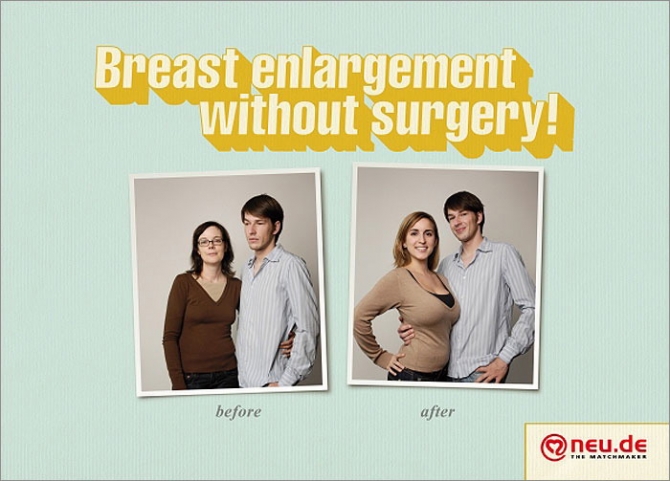 Breast enlargement
without surgery!
before
after
neu.de
THE MATCHMAKER